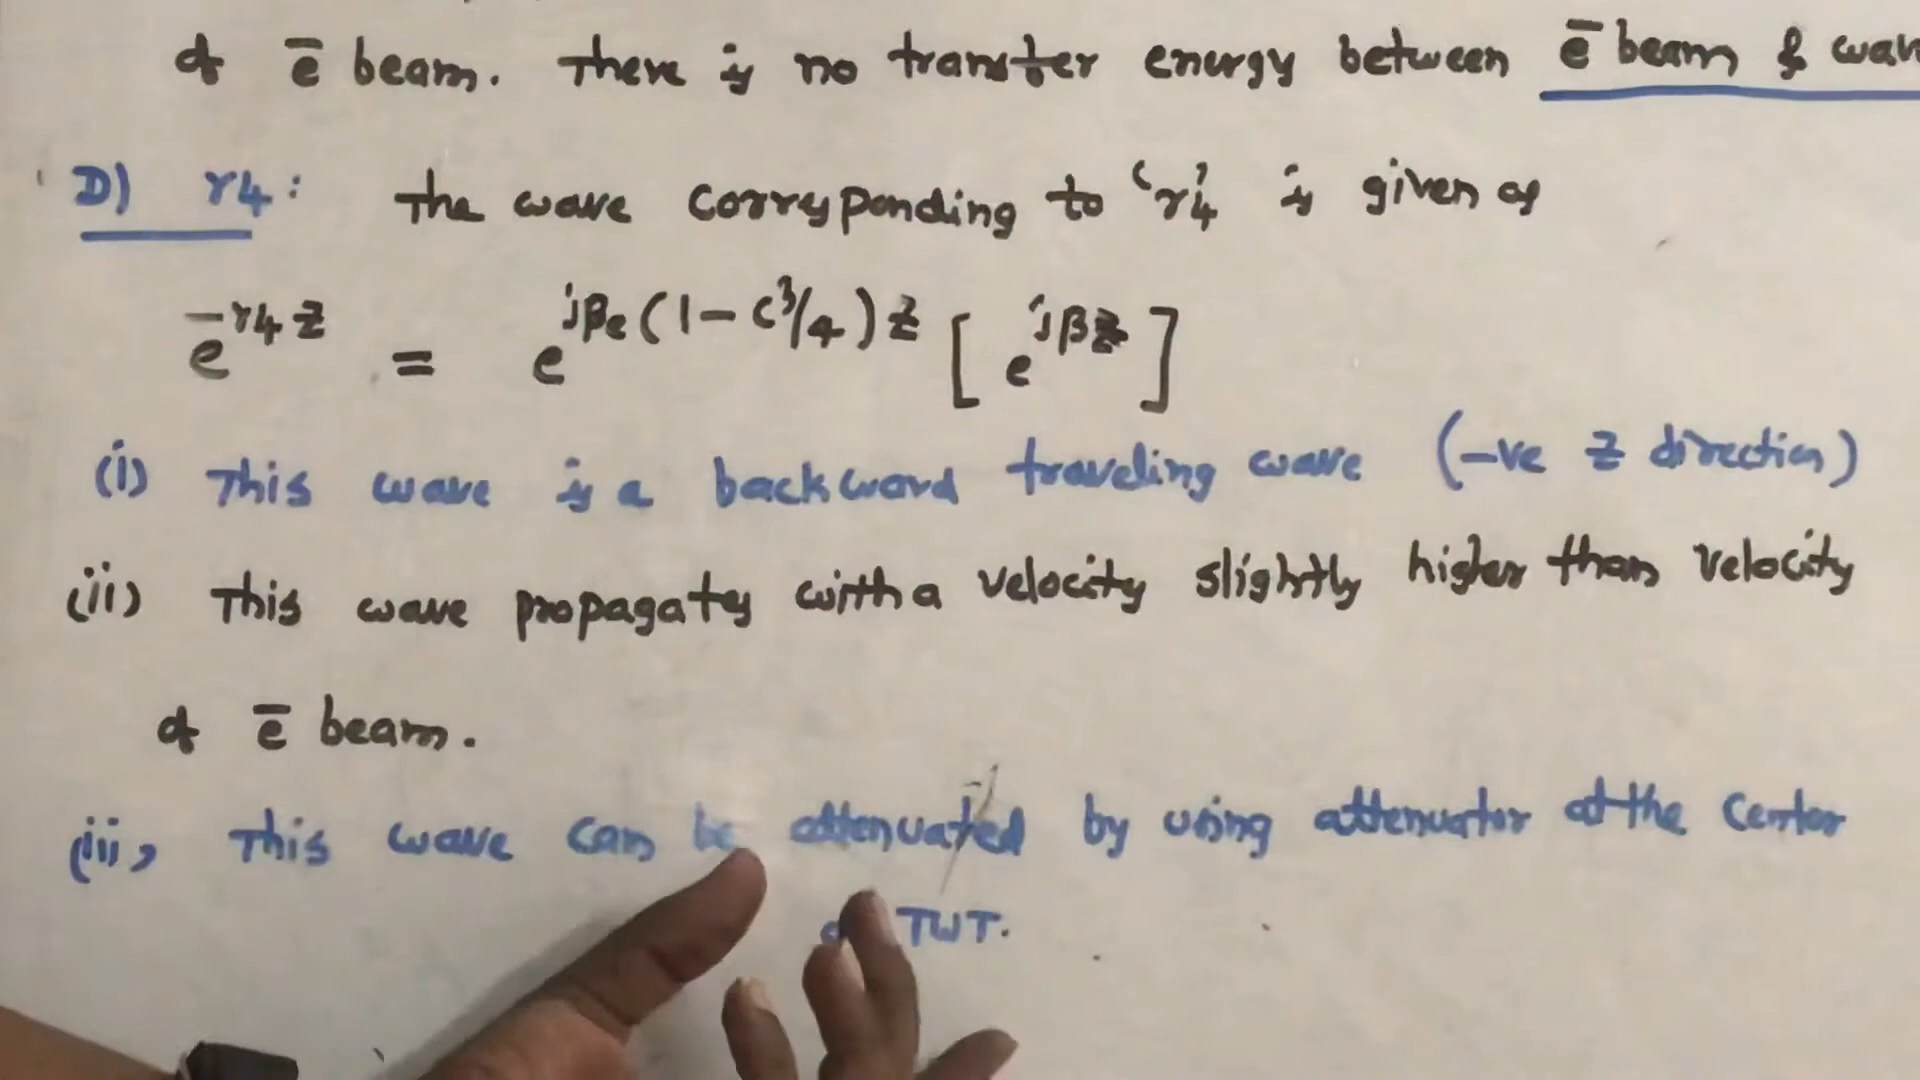 of ē beam. There is no transfer energy between ē beam & wav
D) γ4: The wave corresponding to 'γ4' is given as
e^-γ4 z = e^jβe(1-C³/4)z [ e^jβz ]
(i) This wave is a backward traveling wave (-ve z direction)
(ii) This wave propagates with a velocity slightly higher than velocity
of ē beam.
(iii) This wave can be attenuated by using attenuator at the center
TWT.